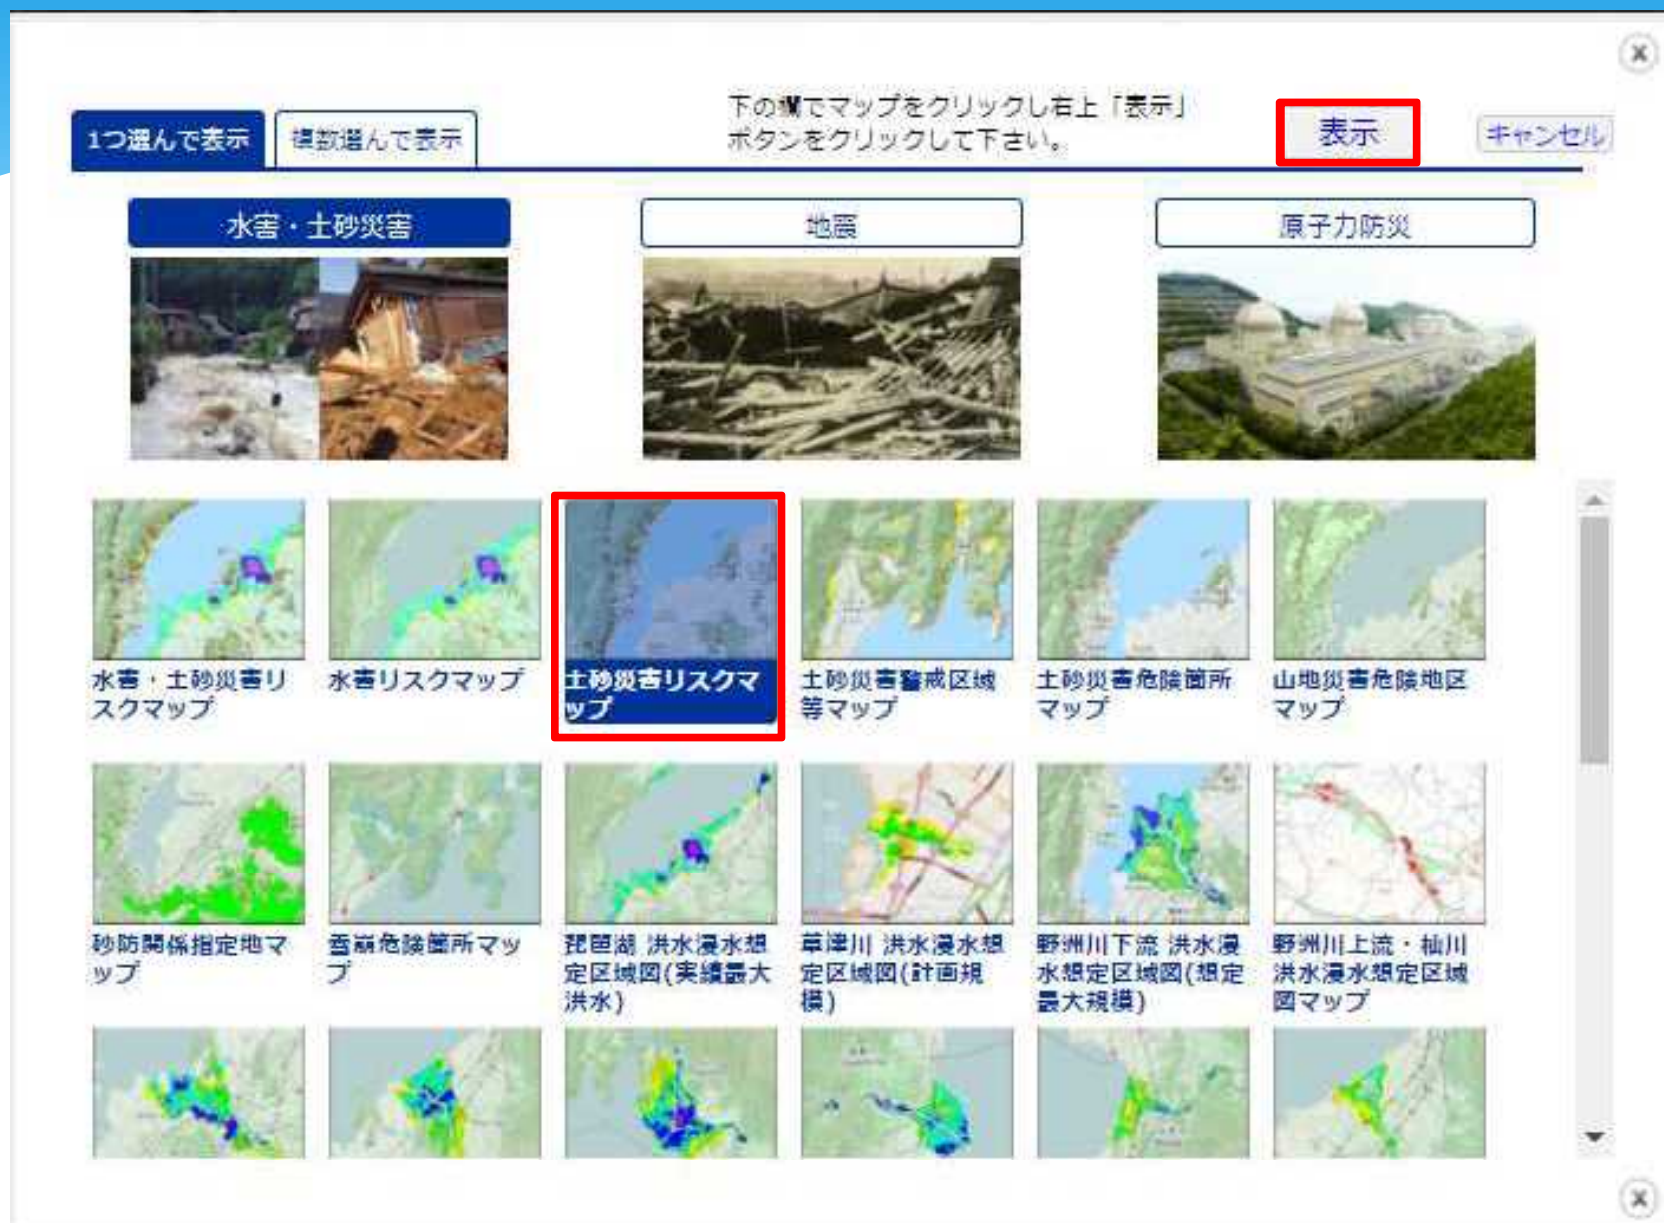 下の欄でマップをクリックし右上「表示」
ボタンをクリックして下さい。
表示
キャンセル
1つ選んで表示
複数選んで表示
水害・土砂災害
地震
原子力防災
水害・土砂災害リ
スクマップ
水害リスクマップ
土砂災害リスクマ
ップ
土砂災害警戒区域
等マップ
土砂災害危険箇所
マップ
山地災害危険地区
マップ
砂防関係指定地マ
ップ
雪崩危険箇所マッ
プ
琵琶湖 洪水浸水想
定区域図(実績最大
洪水)
草津川 洪水浸水想
定区域図(計画規
模)
野洲川下流 洪水浸
水想定区域図(想定
最大規模)
野洲川上流・杣川
洪水浸水想定区域
図マップ